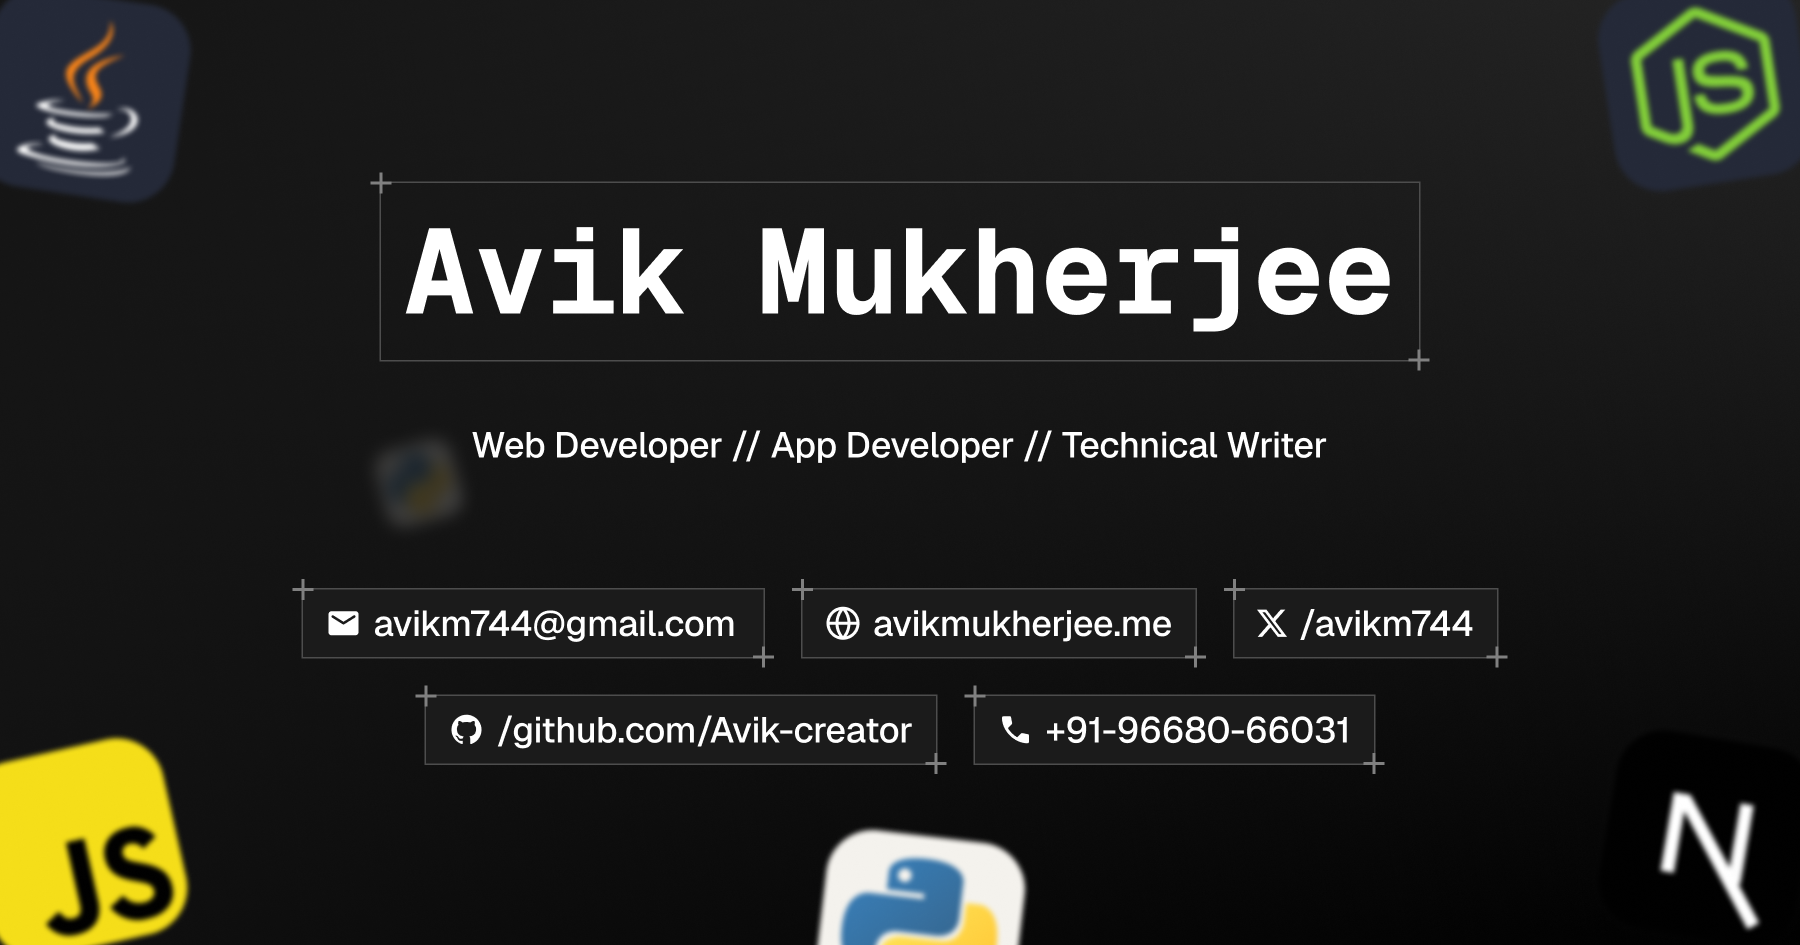 Avik Mukherjee
Web Developer // App Developer // Technical Writer
avikm744@gmail.com
avikmukherjee.me
/avikm744
/github.com/Avik-creator
+91-96680-66031
JS
JS
N